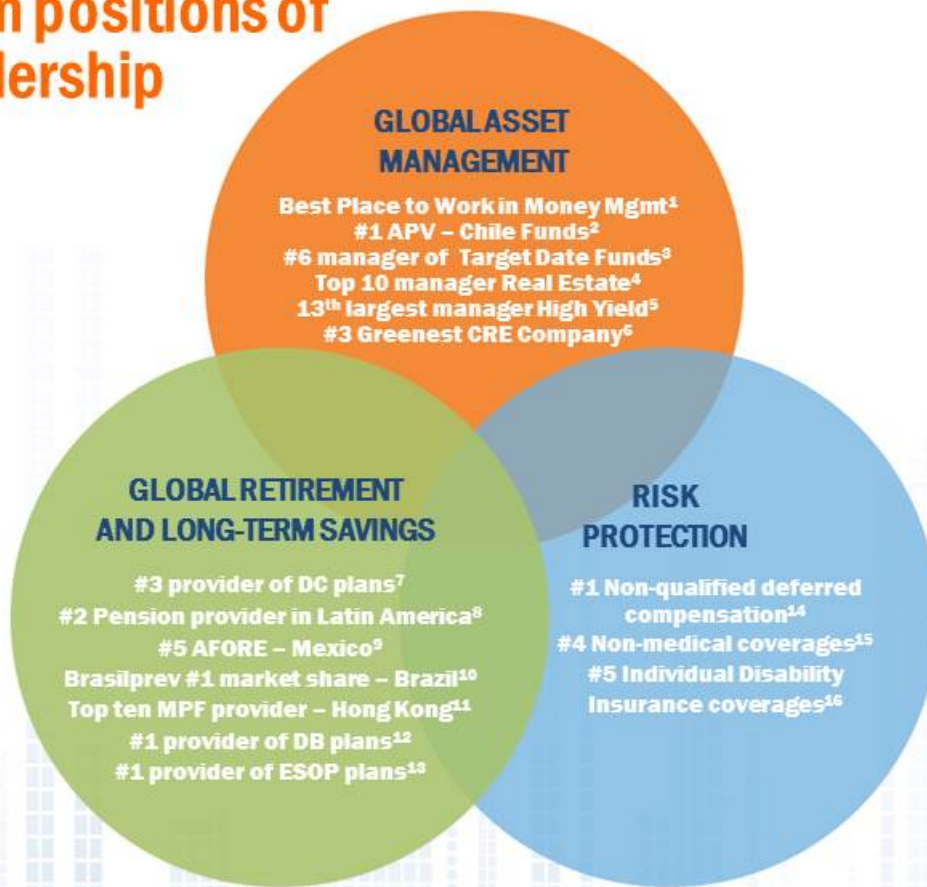 m positions of
dership
GLOBAL ASSET
MANAGEMENT
Best Place to Work in Money Mgmt¹
#1 APV – Chile Funds²
#6 manager of Target Date Funds³
Top 10 manager Real Estate⁴
13ᵗʰ largest manager High Yield⁵
#3 Greenest CRE Company⁶
GLOBAL RETIREMENT
AND LONG-TERM SAVINGS
#3 provider of DC plans⁷
#2 Pension provider in Latin America⁸
#5 AFORE – Mexico⁹
Brasilprev #1 market share – Brazil¹⁰
Top ten MPF provider – Hong Kong¹¹
#1 provider of DB plans¹²
#1 provider of ESOP plans¹³
RISK
PROTECTION
#1 Non-qualified deferred
compensation¹⁴
#4 Non-medical coverages¹⁵
#5 Individual Disability
Insurance coverages¹⁶